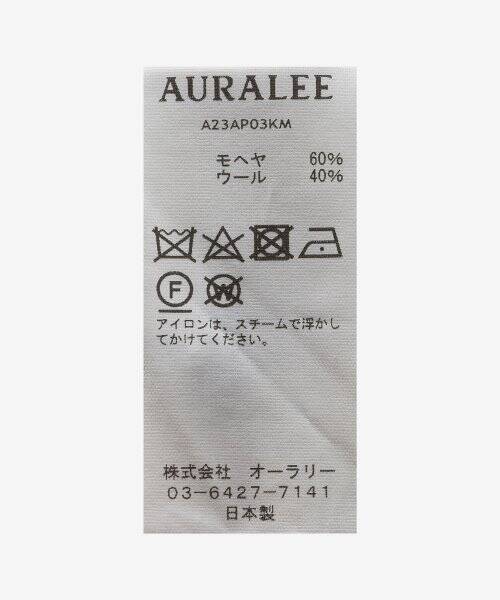 AURALEE
A23AP03KM
モヘヤ 60%
ウール 40%
F W
アイロンは、スチームで浮かし
てかけてください。
株式会社 オーラリー
03-6427-7141
日本製